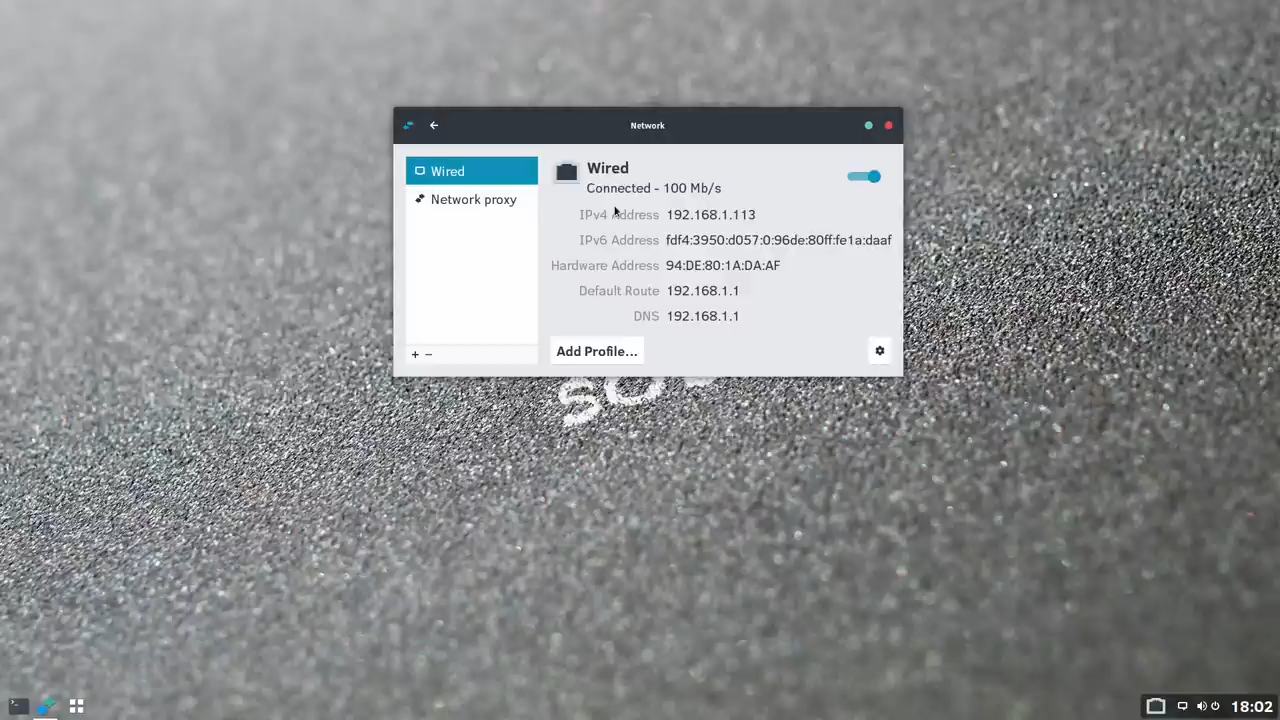 Network
Wired
Network proxy
Wired
Connected - 100 Mb/s
IPv4 Address 192.168.1.113
IPv6 Address fdf4:3950:d057:0:96de:80ff:fe1a:daaf
Hardware Address 94:DE:80:1A:DA:AF
Default Route 192.168.1.1
DNS 192.168.1.1
+ −
Add Profile...
18:02